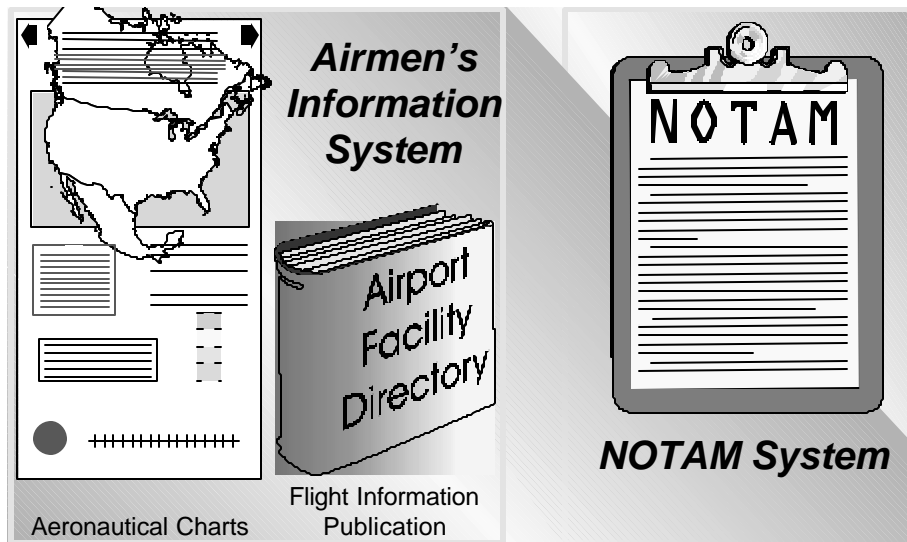 Airmen's
Information
System
NOTAM
Airport
Facility
Directory
NOTAM System
Flight Information
Publication
Aeronautical Charts